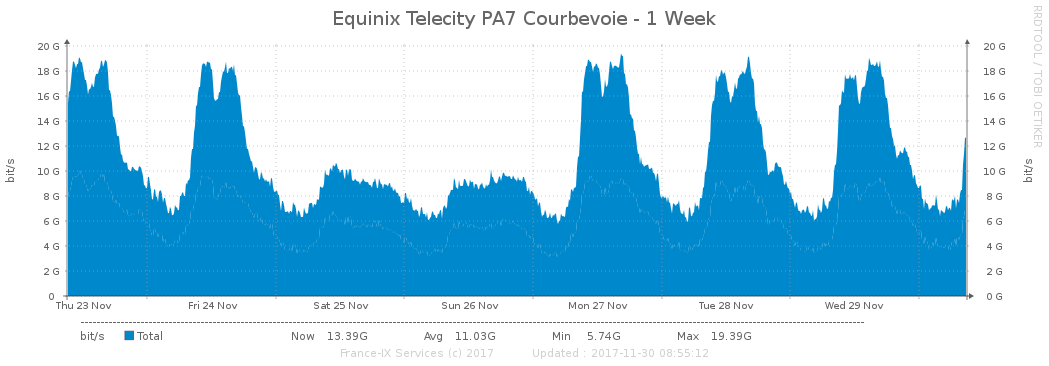 Equinix Telecity PA7 Courbevoie - 1 Week
RRDTOOL / TOBI OETIKER
bit/s
20 G 20 G
18 G 18 G
16 G 16 G
14 G 14 G
12 G 12 G
10 G 10 G
8 G 8 G
6 G 6 G
4 G 4 G
2 G 2 G
0 0 G
bit/s
Thu 23 Nov Fri 24 Nov Sat 25 Nov Sun 26 Nov Mon 27 Nov Tue 28 Nov Wed 29 Nov
bit/s Total Now 13.39G Avg 11.03G Min 5.74G Max 19.39G
France-IX Services (c) 2017 Updated : 2017-11-30 08:55:12